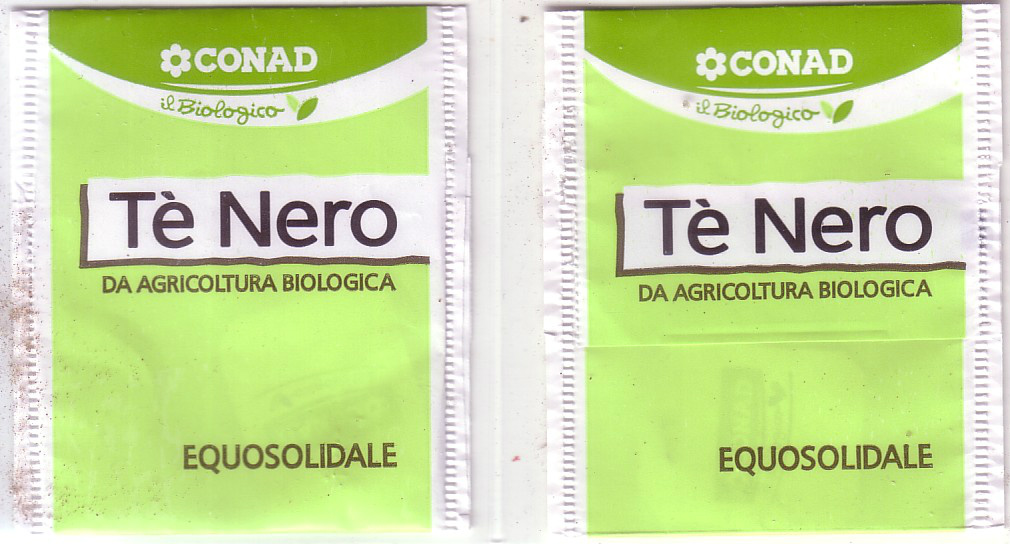 CONAD
il Biologico
Tè Nero
DA AGRICOLTURA BIOLOGICA
EQUOSOLIDALE
CONAD
il Biologico
Tè Nero
DA AGRICOLTURA BIOLOGICA
EQUOSOLIDALE